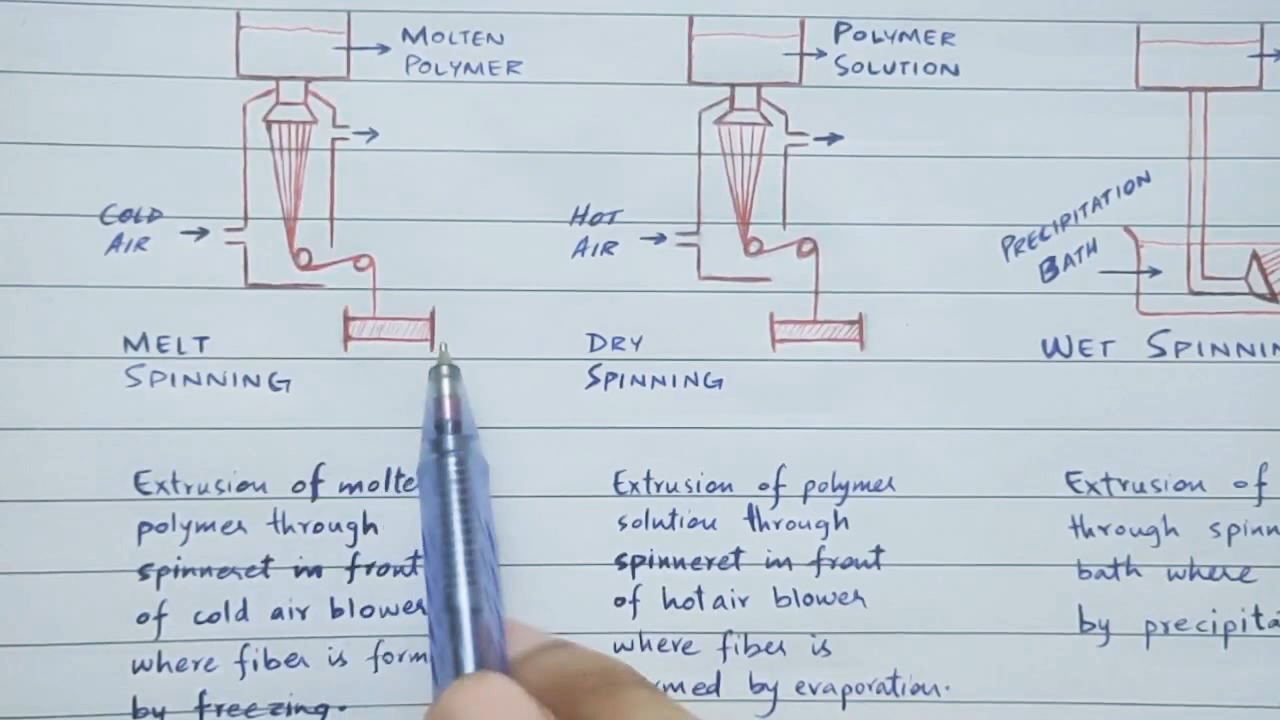 MOLTEN
POLYMER
COLD
AIR
MELT
SPINNING
Extrusion of molte
polymer through
spinneret in front
of cold air blower
where fiber is form
by freezing.
POLYMER
SOLUTION
HOT
AIR
DRY
SPINNING
Extrusion of polymer
solution through
spinneret in front
of hot air blower
where fiber is
rmed by evaporation.
PRECIPITATION
BATH
WET SPINNIN
Extrusion of
through spinn
bath where
by precipita